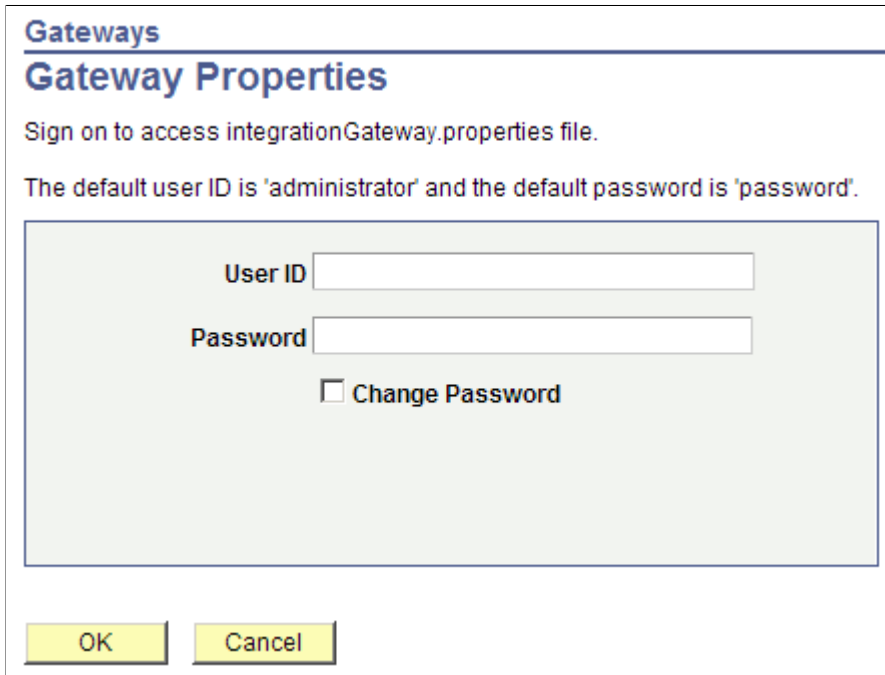 Gateways
Gateway Properties
Sign on to access integrationGateway.properties file.
The default user ID is 'administrator' and the default password is 'password'.
User ID
Password
Change Password
OK Cancel